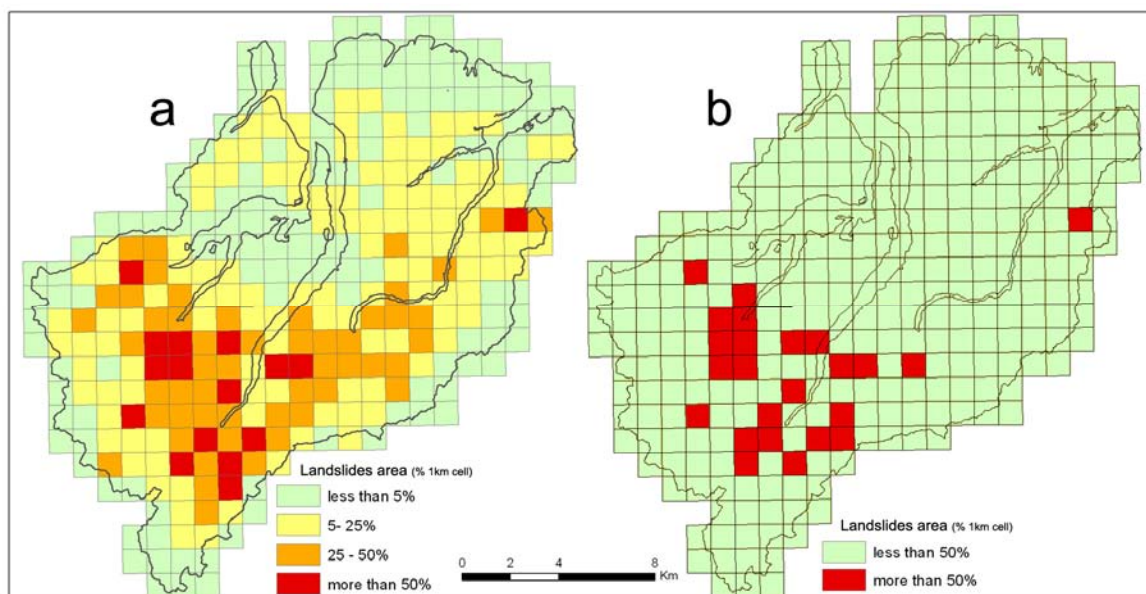 a
b
Landslides area (% 1km cell)
less than 5%
5- 25%
25 - 50%
more than 50%
0 2 4 8
Km
Landslides area (% 1km cell)
less than 50%
more than 50%